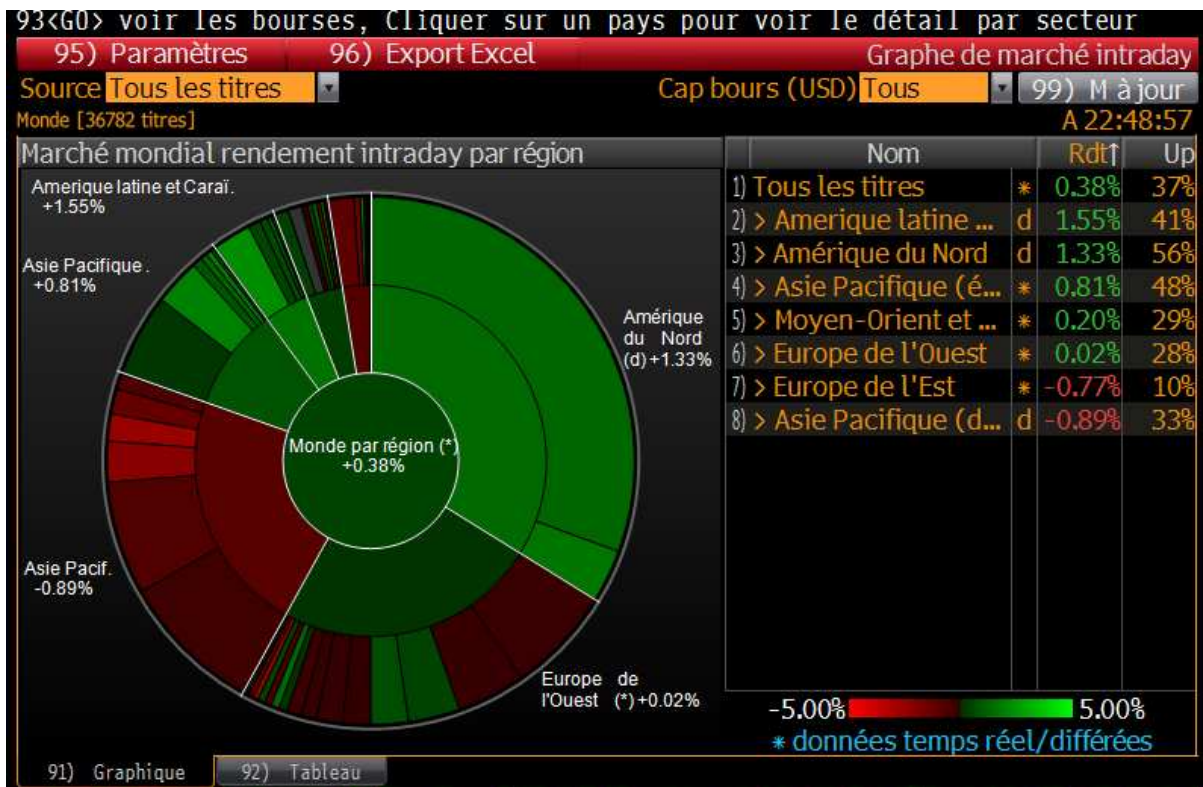 93<GO> voir les bourses, Cliquer sur un pays pour voir le détail par secteur
95) Paramètres 96) Export Excel Graphe de marché intraday
Source Tous les titres Cap bours (USD) Tous 99) M à jour
Monde [36782 titres] A 22:48:57
Marché mondial rendement intraday par région
Nom Rdt↑ Up
Amerique latine et Caraï.
+1.55%
Asie Pacifique .
+0.81%
Amérique
du Nord
(d) +1.33%
Monde par région (*)
+0.38%
Asie Pacif.
-0.89%
Europe de
l'Ouest (*) +0.02%
1) Tous les titres * 0.38% 37%
2) > Amerique latine ... d 1.55% 41%
3) > Amérique du Nord d 1.33% 56%
4) > Asie Pacifique (é... * 0.81% 48%
5) > Moyen-Orient et ... * 0.20% 29%
6) > Europe de l'Ouest * 0.02% 28%
7) > Europe de l'Est * -0.77% 10%
8) > Asie Pacifique (d... d -0.89% 33%
-5.00% 5.00%
* données temps réel/différées
91) Graphique 92) Tableau